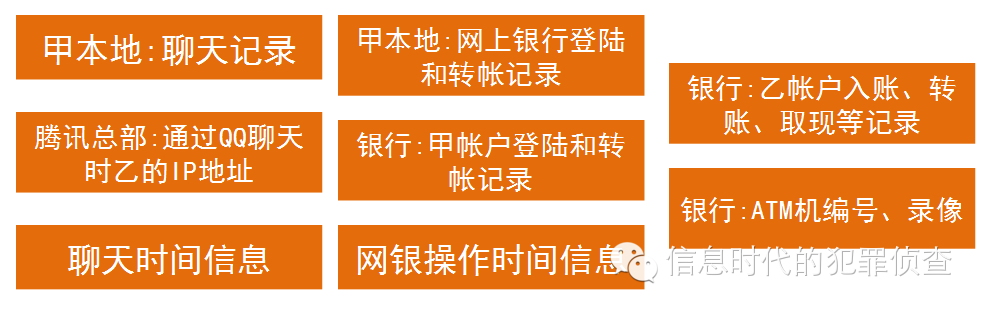 甲本地:聊天记录
腾讯总部:通过QQ聊天
时乙的IP地址
聊天时间信息
甲本地:网上银行登陆
和转帐记录
银行:甲帐户登陆和转
帐记录
网银操作时间信息
银行:乙帐户入账、转
账、取现等记录
银行:ATM机编号、录像
信息时代的犯罪侦查